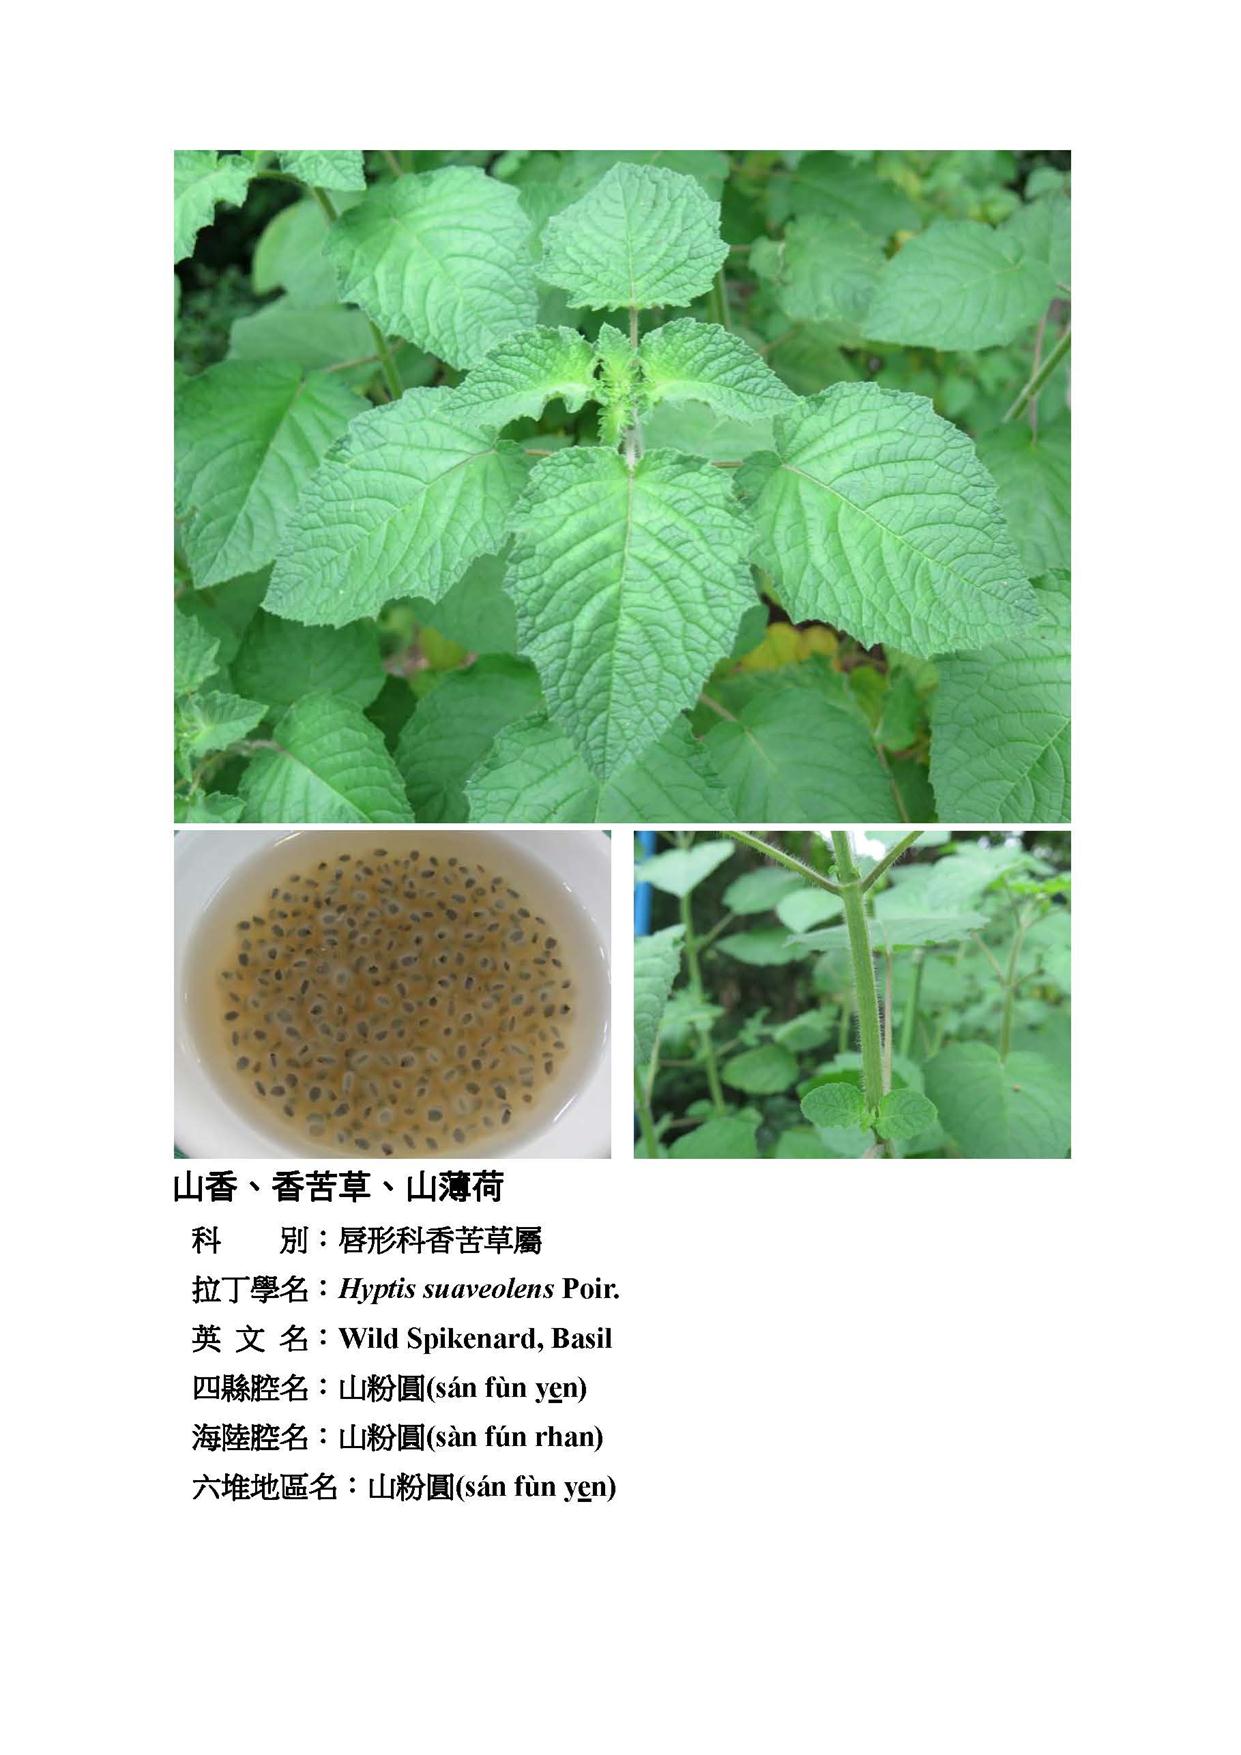 山香、香苦草、山薄荷
科　　別：唇形科香苦草屬
拉丁學名：Hyptis suaveolens Poir.
英 文 名：Wild Spikenard, Basil
四縣腔名：山粉圓(sán fùn yen)
海陸腔名：山粉圓(sàn fún rhan)
六堆地區名：山粉圓(sán fùn yen)